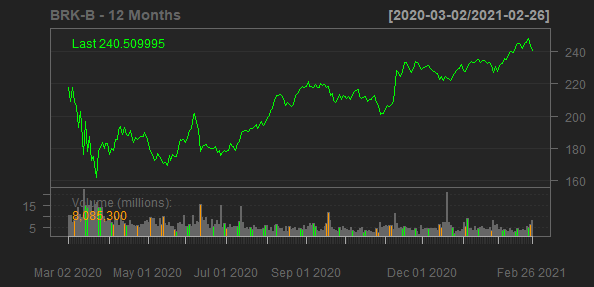 BRK-B - 12 Months [2020-03-02/2021-02-26]
Last 240.509995
240
220
200
180
160
Volume (millions):
8,085,300
15
10
5
Mar 02 2020 May 01 2020 Jul 01 2020 Sep 01 2020 Dec 01 2020 Feb 26 2021